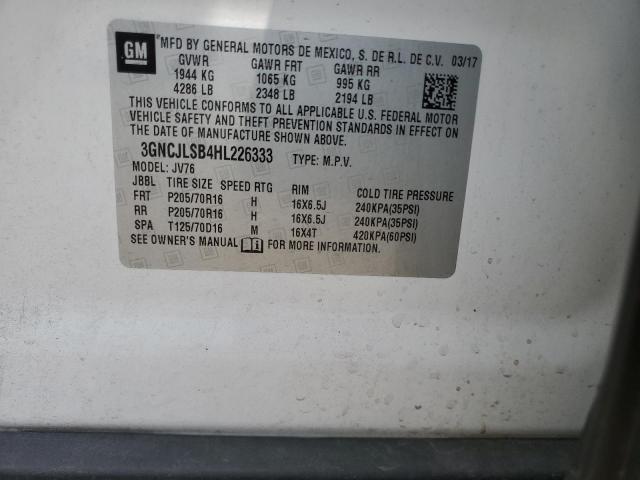 GM
*MFD BY GENERAL MOTORS DE MEXICO, S. DE R.L. DE C.V. 03/17
GVWR GAWR FRT GAWR RR
1944 KG 1065 KG 995 KG
4286 LB 2348 LB 2194 LB
THIS VEHICLE CONFORMS TO ALL APPLICABLE U.S. FEDERAL MOTOR
VEHICLE SAFETY AND THEFT PREVENTION STANDARDS IN EFFECT ON
THE DATE OF MANUFACTURE SHOWN ABOVE.
3GNCJLSB4HL226333 TYPE: M.P.V.
MODEL: JV76
JBBL TIRE SIZE SPEED RTG RIM COLD TIRE PRESSURE
FRT P205/70R16 H 16X6.5J 240KPA(35PSI)
RR P205/70R16 H 16X6.5J 240KPA(35PSI)
SPA T125/70D16 M 16X4T 420KPA(60PSI)
SEE OWNER'S MANUAL FOR MORE INFORMATION.